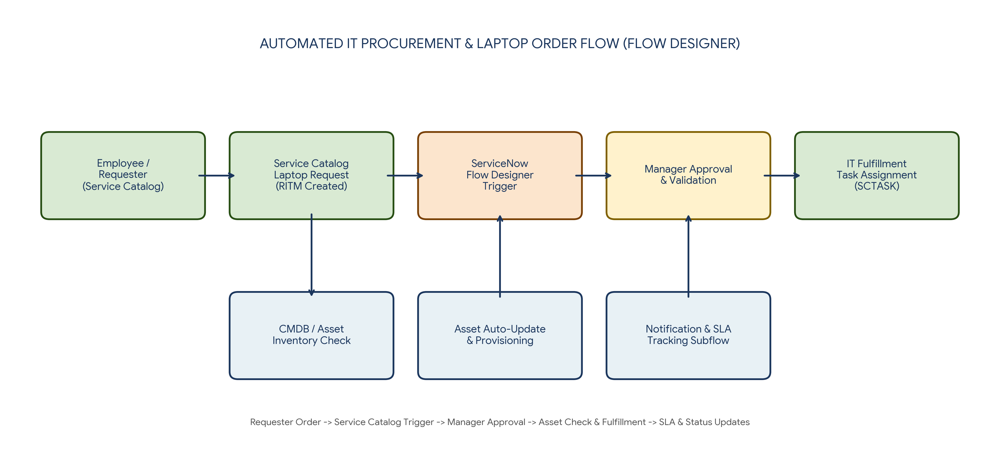 AUTOMATED IT PROCUREMENT & LAPTOP ORDER FLOW (FLOW DESIGNER)
Employee /
Requester
(Service Catalog)
Service Catalog
Laptop Request
(RITM Created)
ServiceNow
Flow Designer
Trigger
Manager Approval
& Validation
IT Fulfillment
Task Assignment
(SCTASK)
CMDB / Asset
Inventory Check
Asset Auto-Update
& Provisioning
Notification & SLA
Tracking Subflow
Requester Order -> Service Catalog Trigger -> Manager Approval -> Asset Check & Fulfillment -> SLA & Status Updates